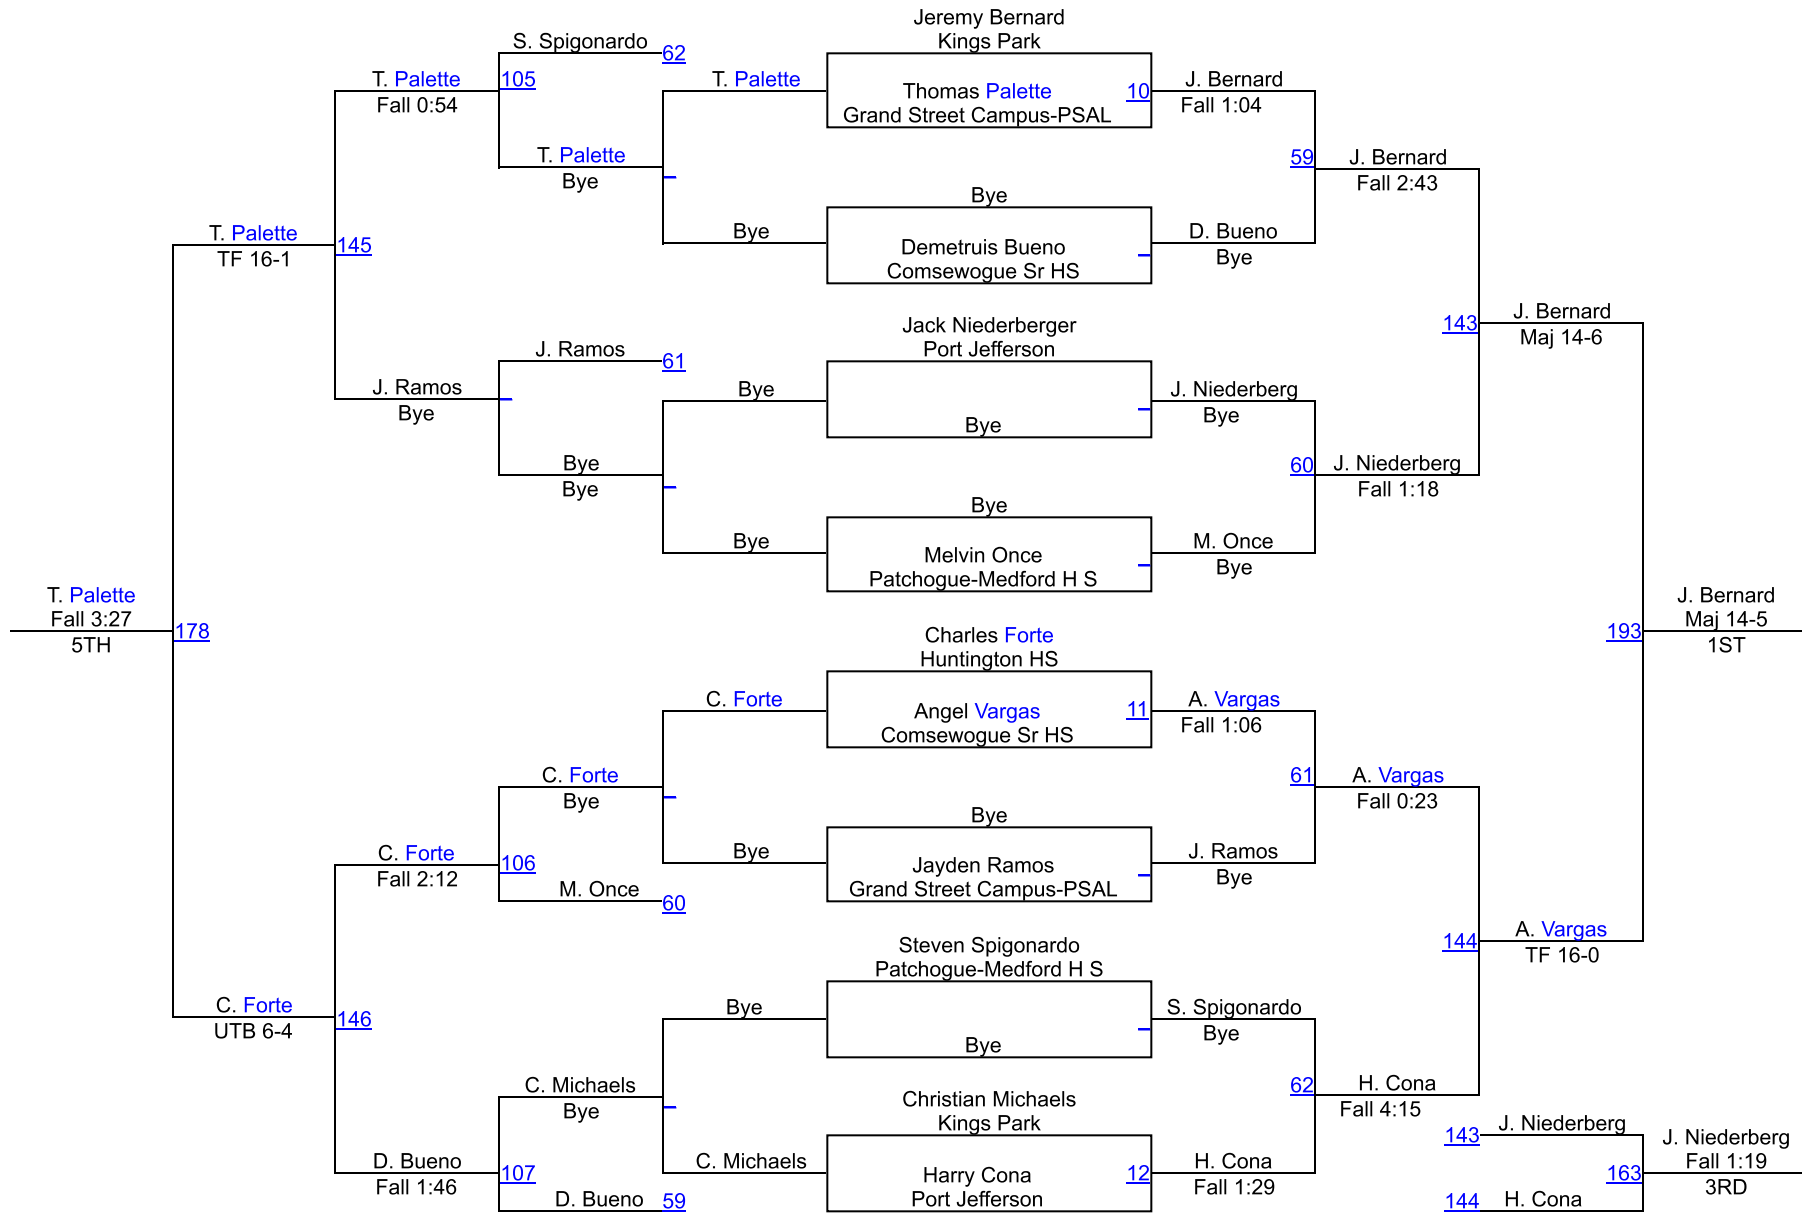 Jeremy Bernard
Kings Park
S. Spigonardo
62
T. Palette
105
T. Palette
Thomas Palette
10
J. Bernard
Fall 0:54
Grand Street Campus-PSAL
Fall 1:04
T. Palette
Bye
59
J. Bernard
Fall 2:43
Bye
T. Palette
TF 16-1
145
Bye
Demetruis Bueno
Comsewogue Sr HS
D. Bueno
Bye
Jack Niederberger
Port Jefferson
143
J. Bernard
Maj 14-6
J. Ramos
61
J. Ramos
Bye
Bye
Bye
J. Niederberg
Bye
Bye
Bye
60
J. Niederberg
Fall 1:18
Bye
Bye
Melvin Once
Patchogue-Medford H S
M. Once
Bye
T. Palette
Fall 3:27
5TH
178
193
J. Bernard
Maj 14-5
1ST
Charles Forte
Huntington HS
C. Forte
Angel Vargas
Comsewogue Sr HS
11
A. Vargas
Fall 1:06
C. Forte
Bye
61
A. Vargas
Fall 0:23
Bye
C. Forte
Fall 2:12
106
Bye
Jayden Ramos
Grand Street Campus-PSAL
J. Ramos
Bye
M. Once
60
Steven Spigonardo
Patchogue-Medford H S
144
A. Vargas
TF 16-0
C. Forte
UTB 6-4
146
Bye
Bye
S. Spigonardo
Bye
C. Michaels
Bye
Christian Michaels
Kings Park
62
H. Cona
Fall 4:15
143
J. Niederberg
D. Bueno
Fall 1:46
107
C. Michaels
Harry Cona
Port Jefferson
12
H. Cona
Fall 1:29
163
J. Niederberg
Fall 1:19
3RD
D. Bueno
59
144
H. Cona